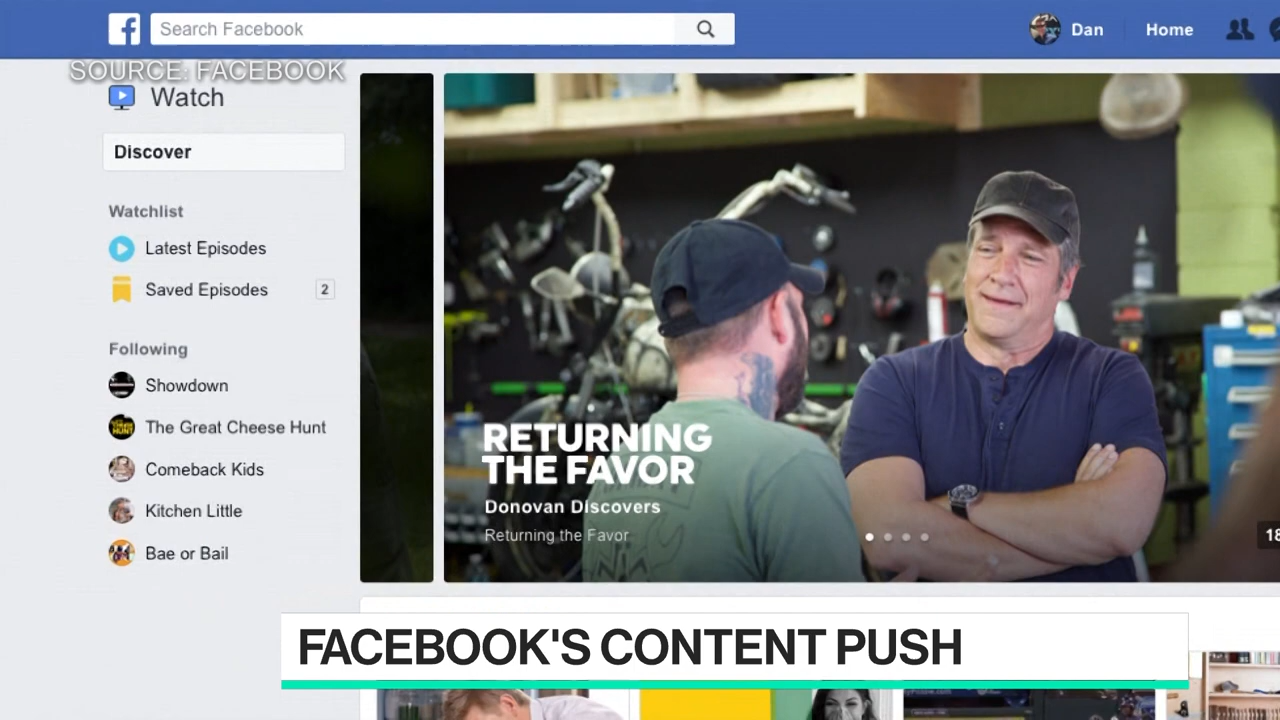 Search Facebook
Dan
Home
SOURCE: FACEBOOK
Watch
Discover
Watchlist
Latest Episodes
Saved Episodes
2
Following
Showdown
The Great Cheese Hunt
Comeback Kids
Kitchen Little
Bae or Bail
RETURNING
THE FAVOR
Donovan Discovers
Returning the Favor
18
FACEBOOK'S CONTENT PUSH